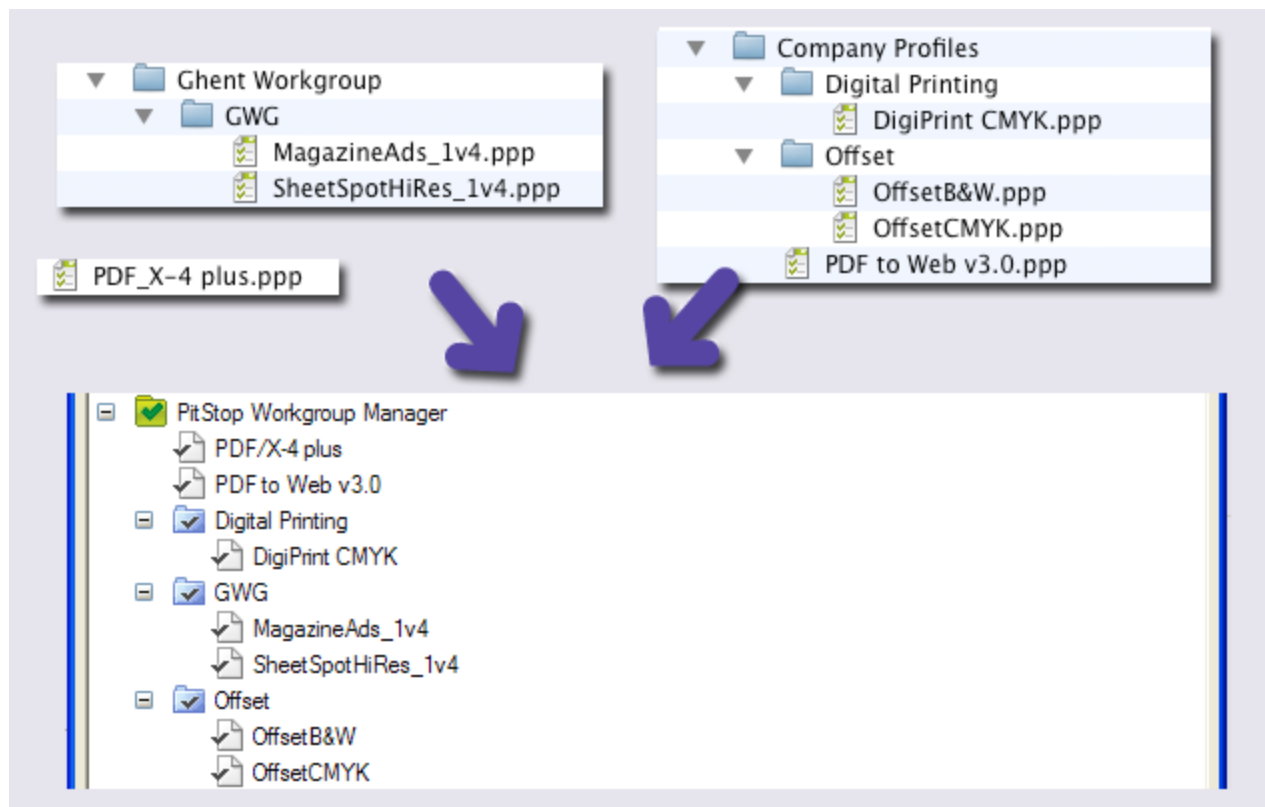 Ghent Workgroup
GWG
MagazineAds_1v4.ppp
SheetSpotHiRes_1v4.ppp
PDF_X-4 plus.ppp
Company Profiles
Digital Printing
DigiPrint CMYK.ppp
Offset
OffsetB&W.ppp
OffsetCMYK.ppp
PDF to Web v3.0.ppp
PitStop Workgroup Manager
PDF/X-4 plus
PDF to Web v3.0
Digital Printing
DigiPrint CMYK
GWG
MagazineAds_1v4
SheetSpotHiRes_1v4
Offset
OffsetB&W
OffsetCMYK